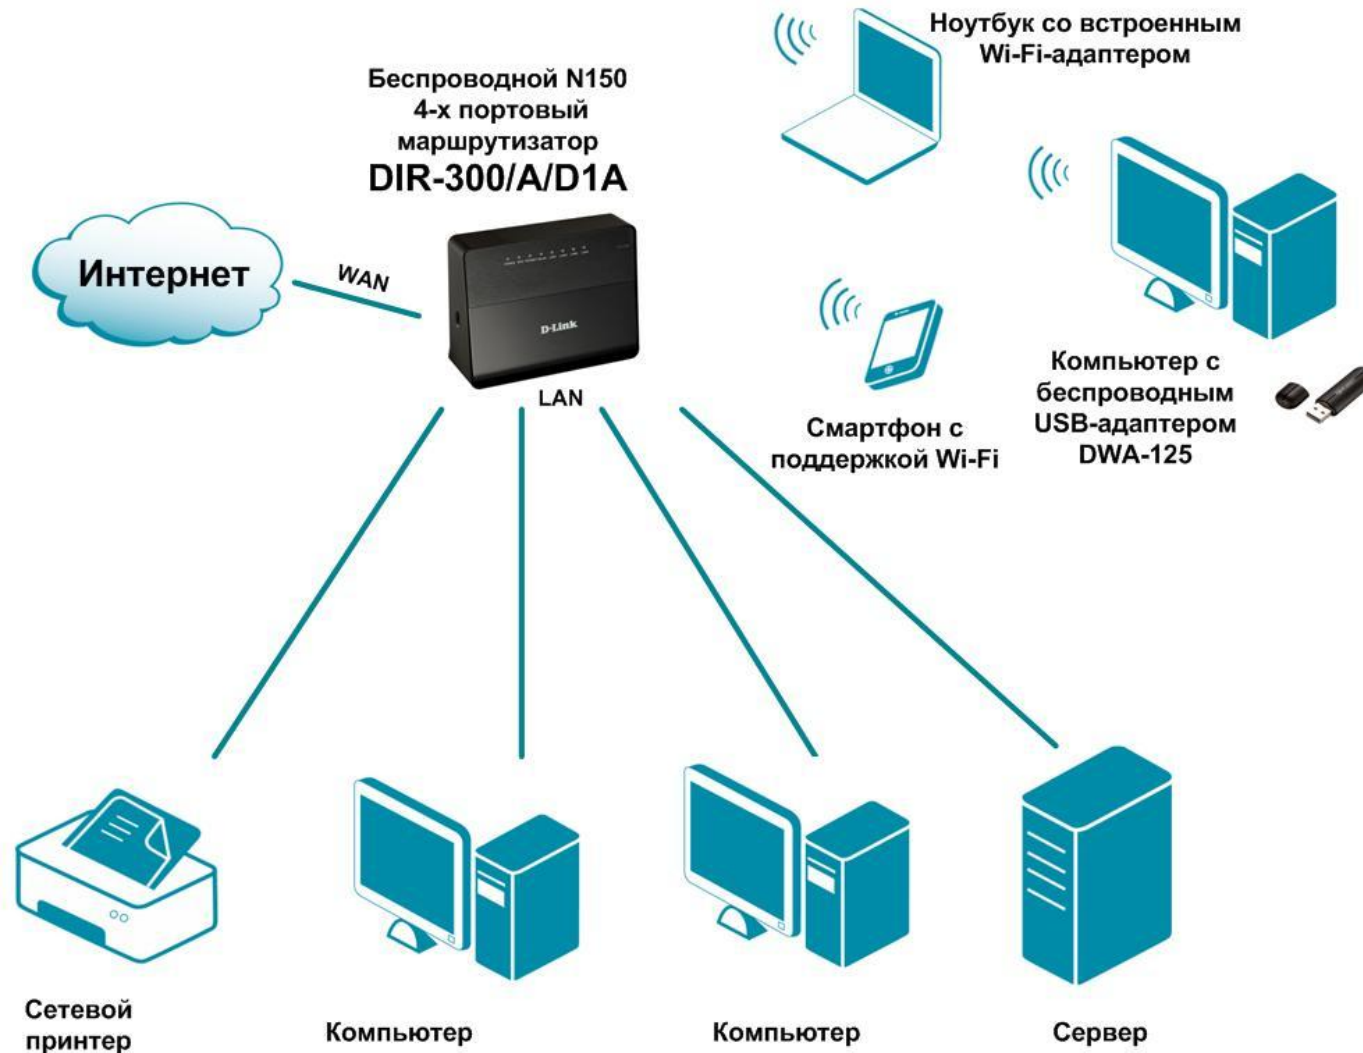 Ноутбук со встроенным
Wi-Fi-адаптером
Беспроводной N150
4-х портовый
маршрутизатор
DIR-300/A/D1A
Интернет
WAN
D-Link
LAN
Компьютер с
беспроводным
USB-адаптером
DWA-125
Смартфон с
поддержкой Wi-Fi
Сетевой
принтер
Компьютер
Компьютер
Сервер